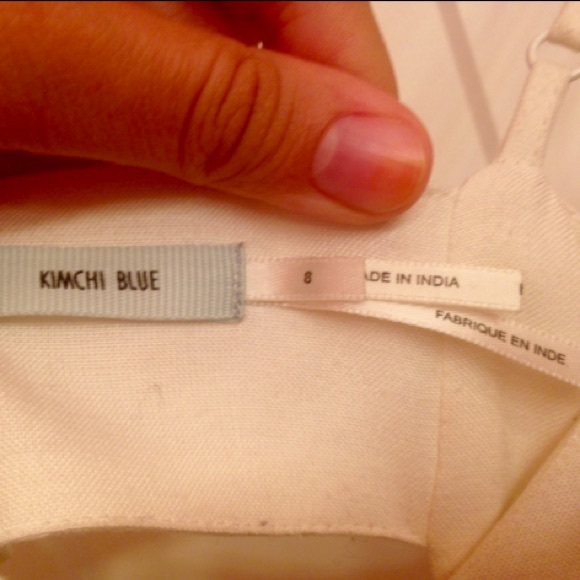 KIMCHI BLUE
8
ADE IN INDIA
FABRIQUE EN INDE